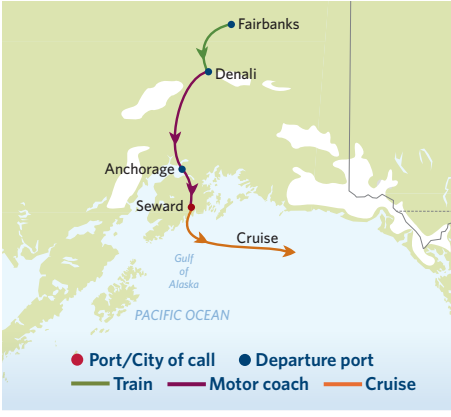 Fairbanks
Denali
Anchorage
Seward
Cruise
Gulf
of
Alaska
PACIFIC OCEAN
Port/City of call Departure port
Train Motor coach Cruise